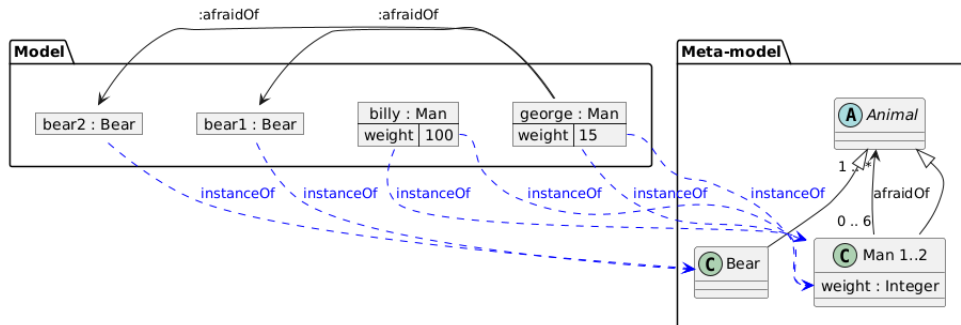 :afraidOf
:afraidOf
Model
Meta-model
bear2 : Bear
bear1 : Bear
billy : Man
weight 100
george : Man
weight 15
A Animal
instanceOf
instanceOf
instanceOf
instanceOf
instanceOf
instanceOf
1 .. *
afraidOf
0 .. 6
C Bear
C Man 1..2
weight : Integer